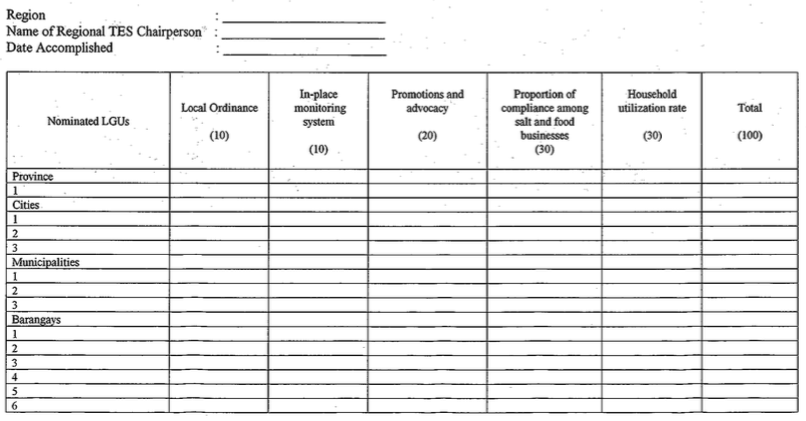 Region :
Name of Regional TES Chairperson :
Date Accomplished :
Nominated LGUs
Local Ordinance
(10)
In-place
monitoring
system
(10)
Promotions and
advocacy
(20)
Proportion of
compliance among
salt and food
businesses
(30)
Household
utilization rate
(30)
Total
(100)
Province
1
Cities
1
2
3
Municipalities
1
2
3
Barangays
1
2
3
4
5
6